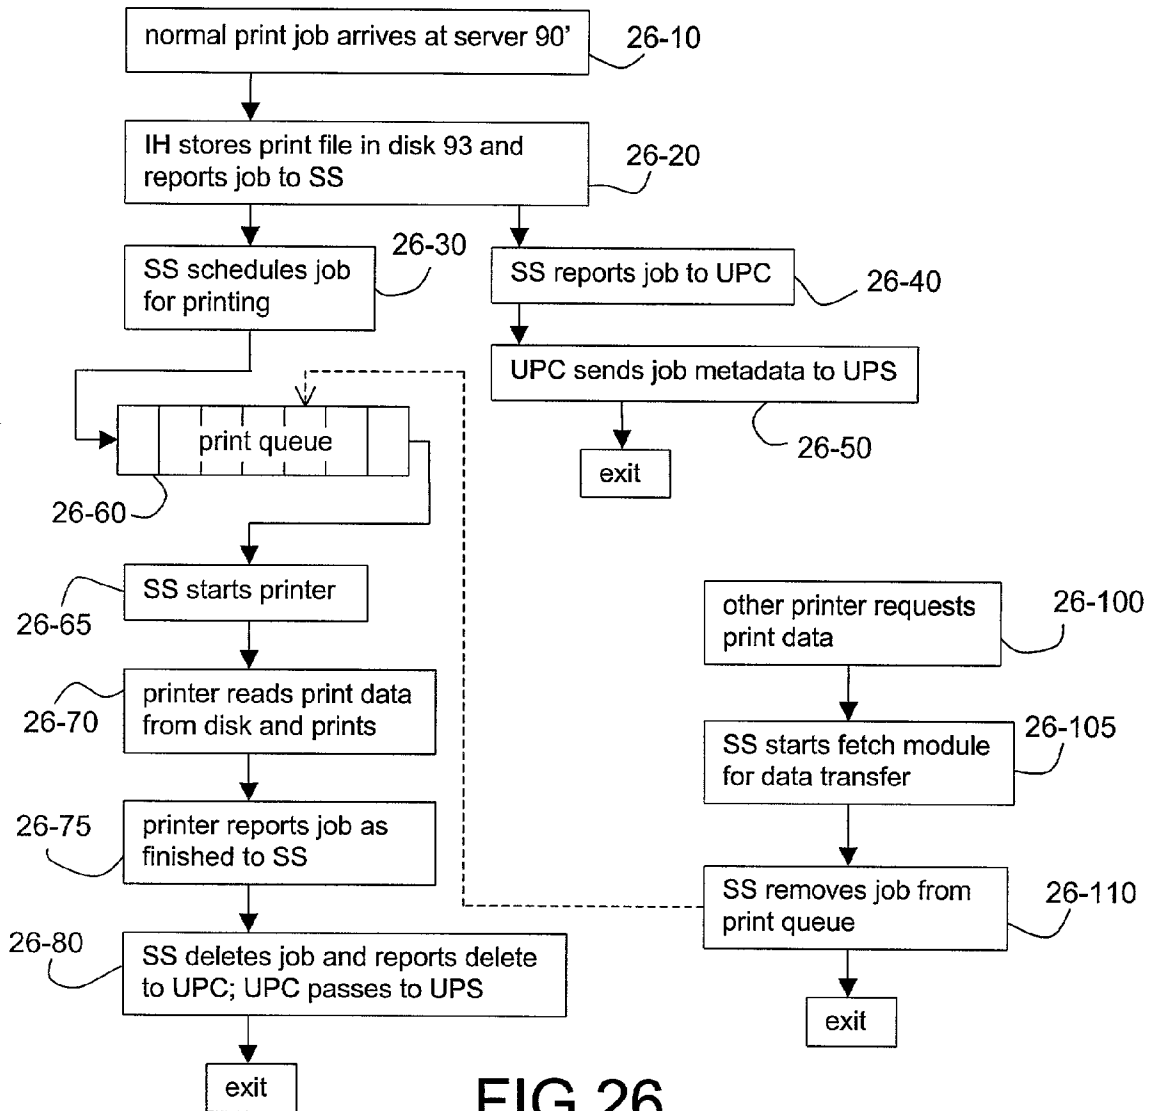 normal print job arrives at server 90’
26-10
IH stores print file in disk 93 and
reports job to SS
26-20
SS schedules job
for printing
26-30
SS reports job to UPC
26-40
UPC sends job metadata to UPS
26-50
exit
print queue
26-60
SS starts printer
26-65
printer reads print data
from disk and prints
26-70
printer reports job as
finished to SS
26-75
SS deletes job and reports delete
to UPC; UPC passes to UPS
26-80
exit
other printer requests
print data
26-100
SS starts fetch module
for data transfer
26-105
SS removes job from
print queue
26-110
exit
FIG 26